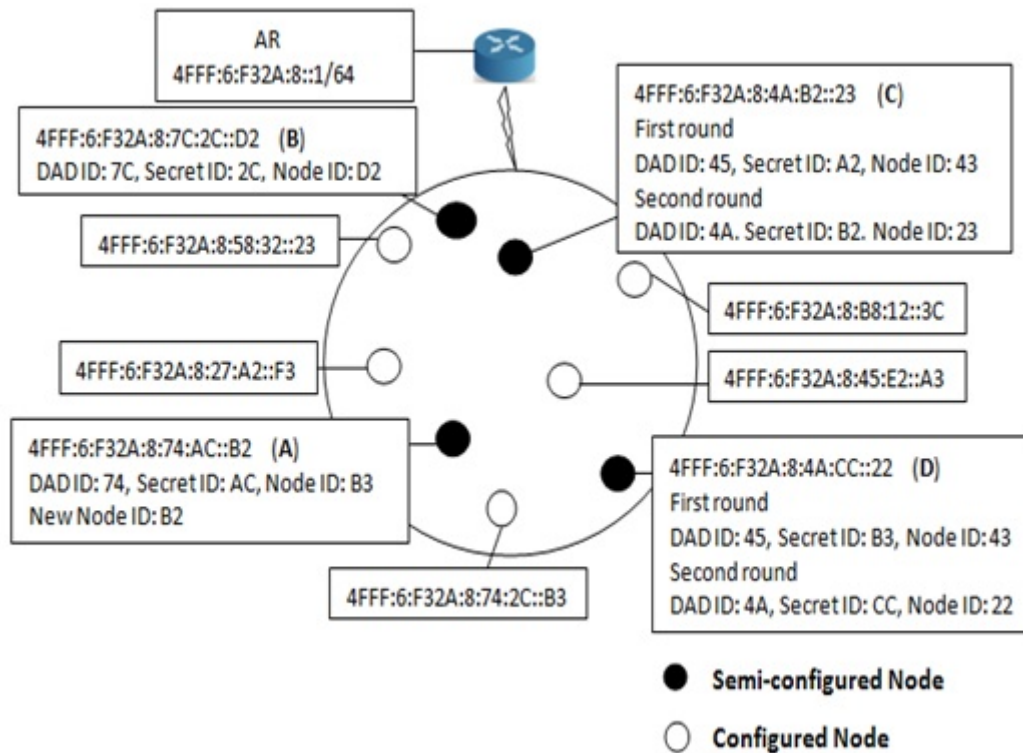 AR
4FFF:6:F32A:8::1/64
4FFF:6:F32A:8:7C:2C::D2 (B)
DAD ID: 7C, Secret ID: 2C, Node ID: D2
4FFF:6:F32A:8:58:32::23
4FFF:6:F32A:8:27:A2::F3
4FFF:6:F32A:8:74:AC::B2 (A)
DAD ID: 74, Secret ID: AC, Node ID: B3
New Node ID: B2
4FFF:6:F32A:8:74:2C::B3
4FFF:6:F32A:8:4A:B2::23 (C)
First round
DAD ID: 45, Secret ID: A2, Node ID: 43
Second round
DAD ID: 4A. Secret ID: B2. Node ID: 23
4FFF:6:F32A:8:B8:12::3C
4FFF:6:F32A:8:45:E2::A3
4FFF:6:F32A:8:4A:CC::22 (D)
First round
DAD ID: 45, Secret ID: B3, Node ID: 43
Second round
DAD ID: 4A, Secret ID: CC, Node ID: 22
Semi-configured Node
Configured Node